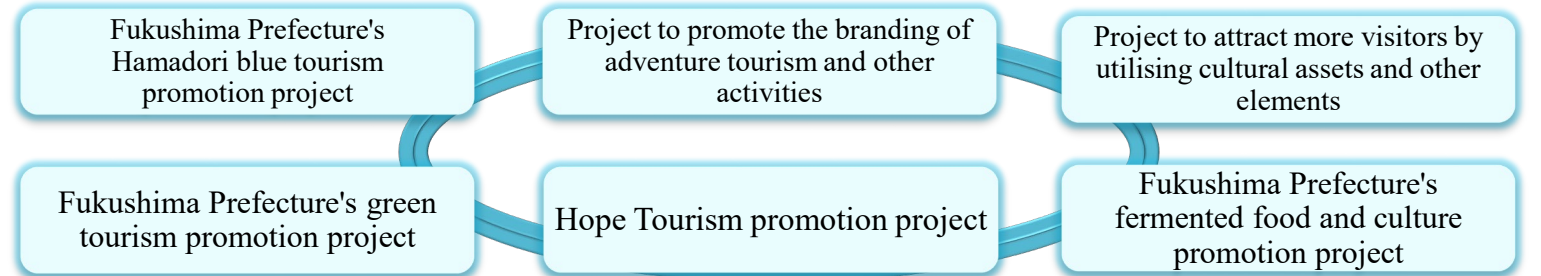 Fukushima Prefecture's
Hamadori blue tourism
promotion project
Project to promote the branding of
adventure tourism and other
activities
Project to attract more visitors by
utilising cultural assets and other
elements
Fukushima Prefecture's green
tourism promotion project
Hope Tourism promotion project
Fukushima Prefecture's
fermented food and culture
promotion project